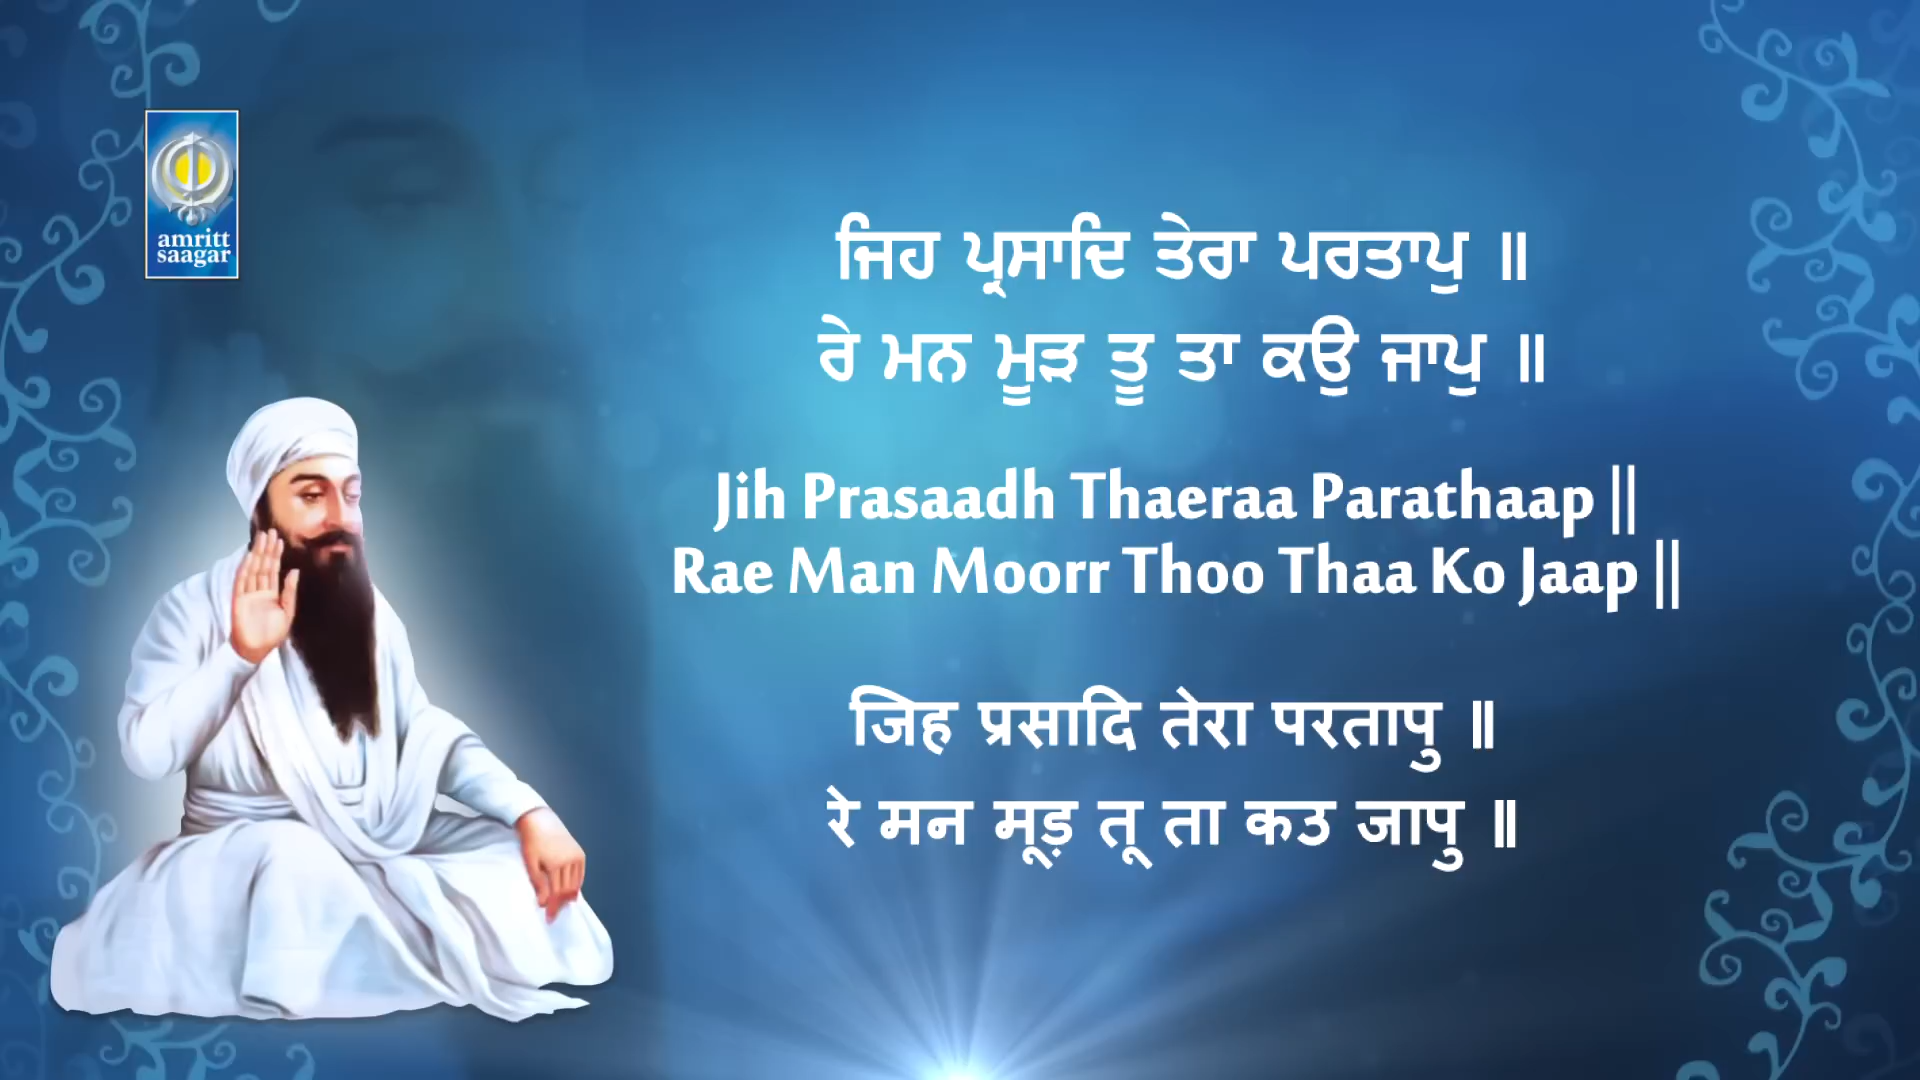 amritt
saagar
ਜਿਹ ਪ੍ਰਸਾਦਿ ਤੇਰਾ ਪਰਤਾਪੁ ॥
ਰੇ ਮਨ ਮੂੜ ਤੂ ਤਾ ਕਉ ਜਾਪੁ ॥
Jih Prasaadh Thaeraa Parathaap ||
Rae Man Moorr Thoo Thaa Ko Jaap ||
जिह प्रसादि तेरा परतापु ॥
रे मन मूड़ तू ता कउ जापु ॥